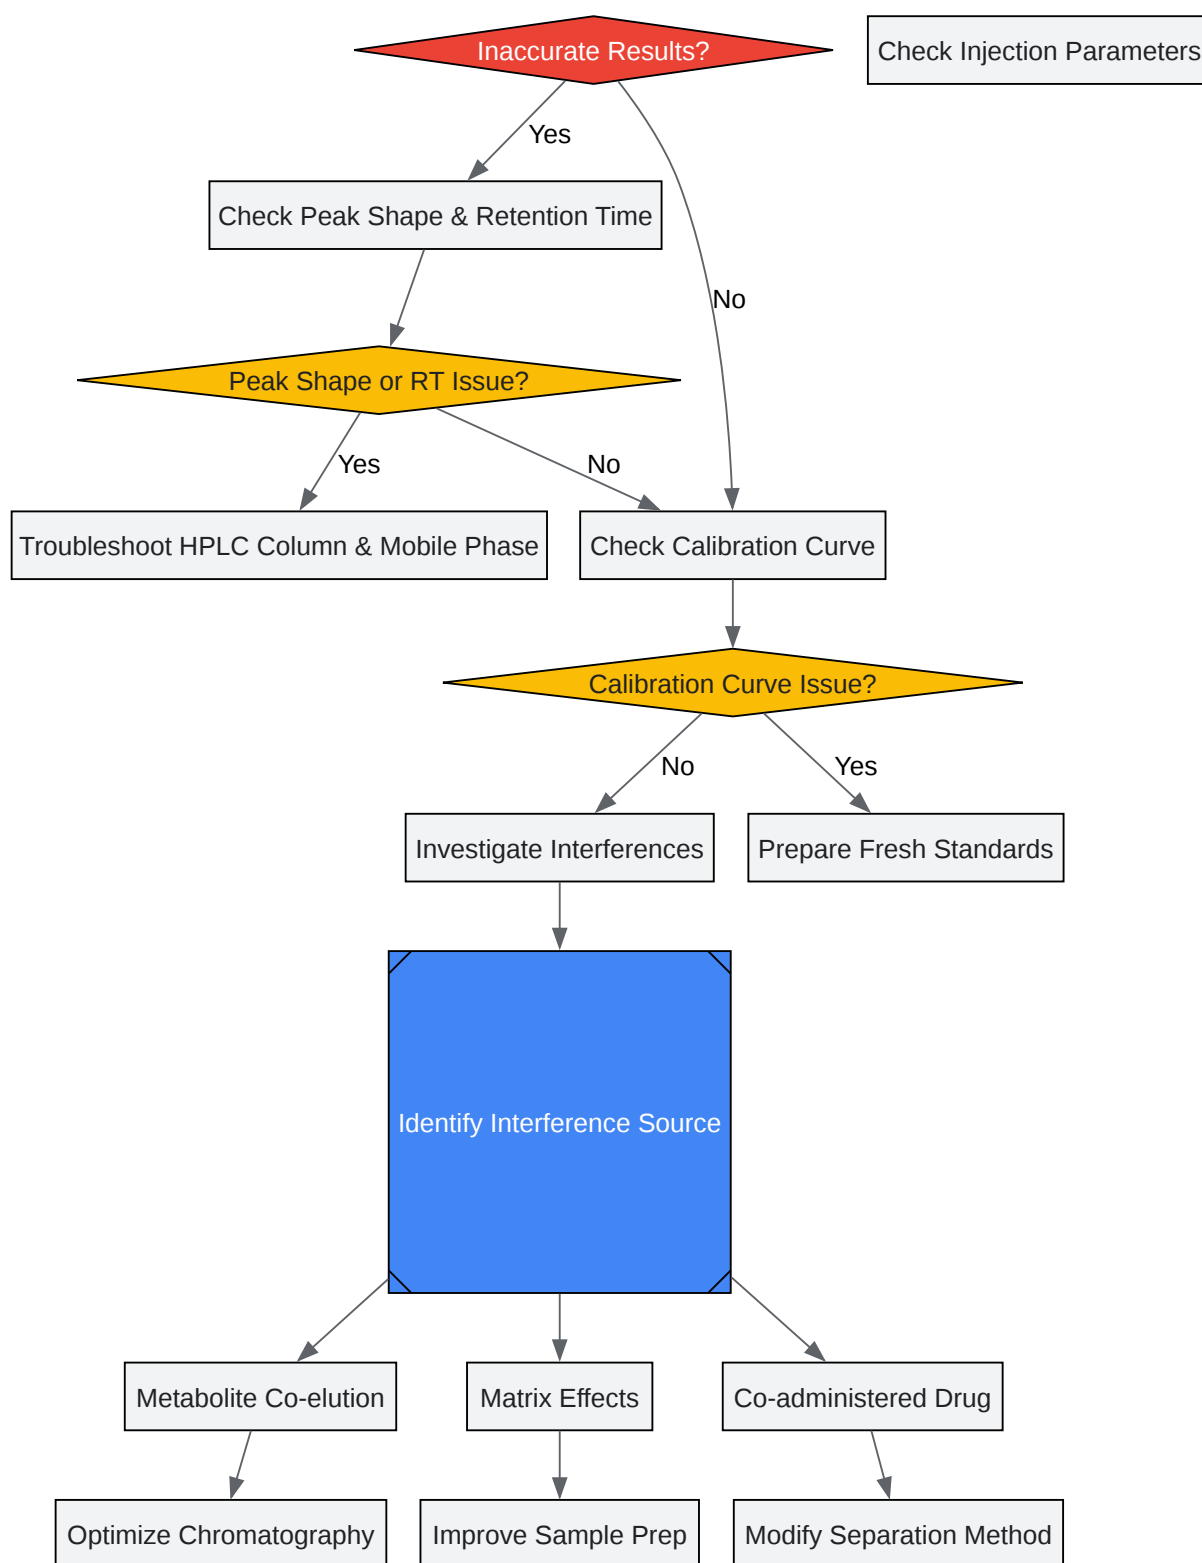 Inaccurate Results?
Check Injection Parameters
Yes
Check Peak Shape & Retention Time
No
Peak Shape or RT Issue?
Yes
No
Troubleshoot HPLC Column & Mobile Phase
Check Calibration Curve
Calibration Curve Issue?
No
Yes
Investigate Interferences
Prepare Fresh Standards
Identify Interference Source
Metabolite Co-elution
Matrix Effects
Co-administered Drug
Optimize Chromatography
Improve Sample Prep
Modify Separation Method